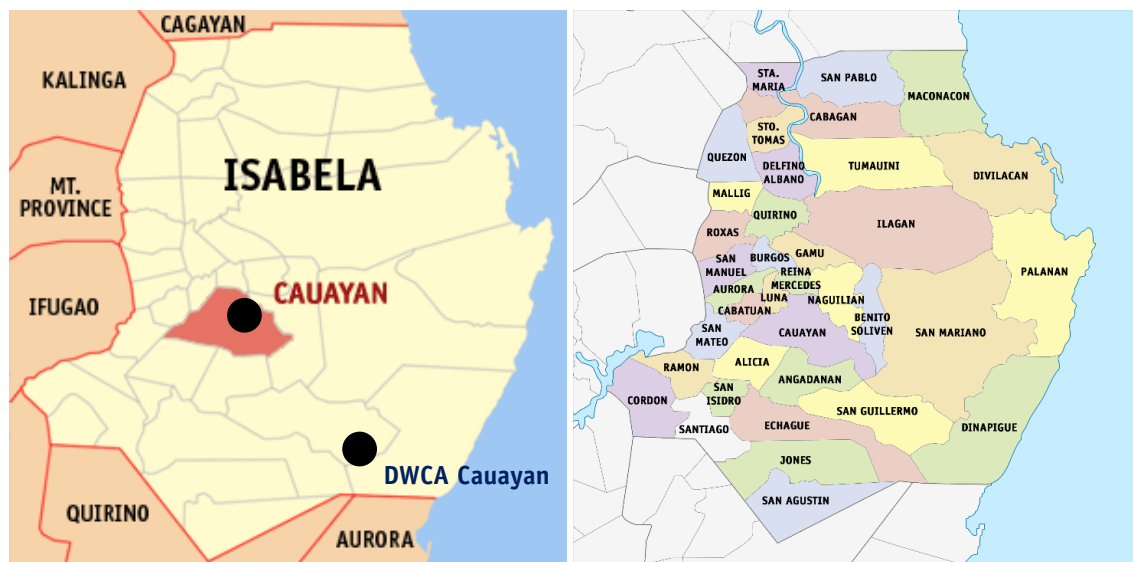 CAGAYAN
KALINGA
ISABELA
MT.
PROVINCE
IFUGAO
CAUAYAN
DWCA Cauayan
QUIRINO
AURORA
STA.
MARIA
SAN PABLO
MACONACON
CABAGAN
STO.
TOMAS
QUEZON
DELFINO
ALBANO
TUMAUINI
DIVILACAN
MALLIG
QUIRINO
ROXAS
ILAGAN
GAMU
BURGOS
SAN
MANUEL
REINA
MERCEDES
PALANAN
AURORA
LUNA
NAGUILIAN
CABATUAN
BENITO
SOLIVEN
SAN
MATEO
CAUAYAN
SAN MARIANO
RAMON
ALICIA
ANGADANAN
SAN
ISIDRO
CORDON
SAN GUILLERMO
SANTIAGO
ECHAGUE
DINAPIGUE
JONES
SAN AGUSTIN